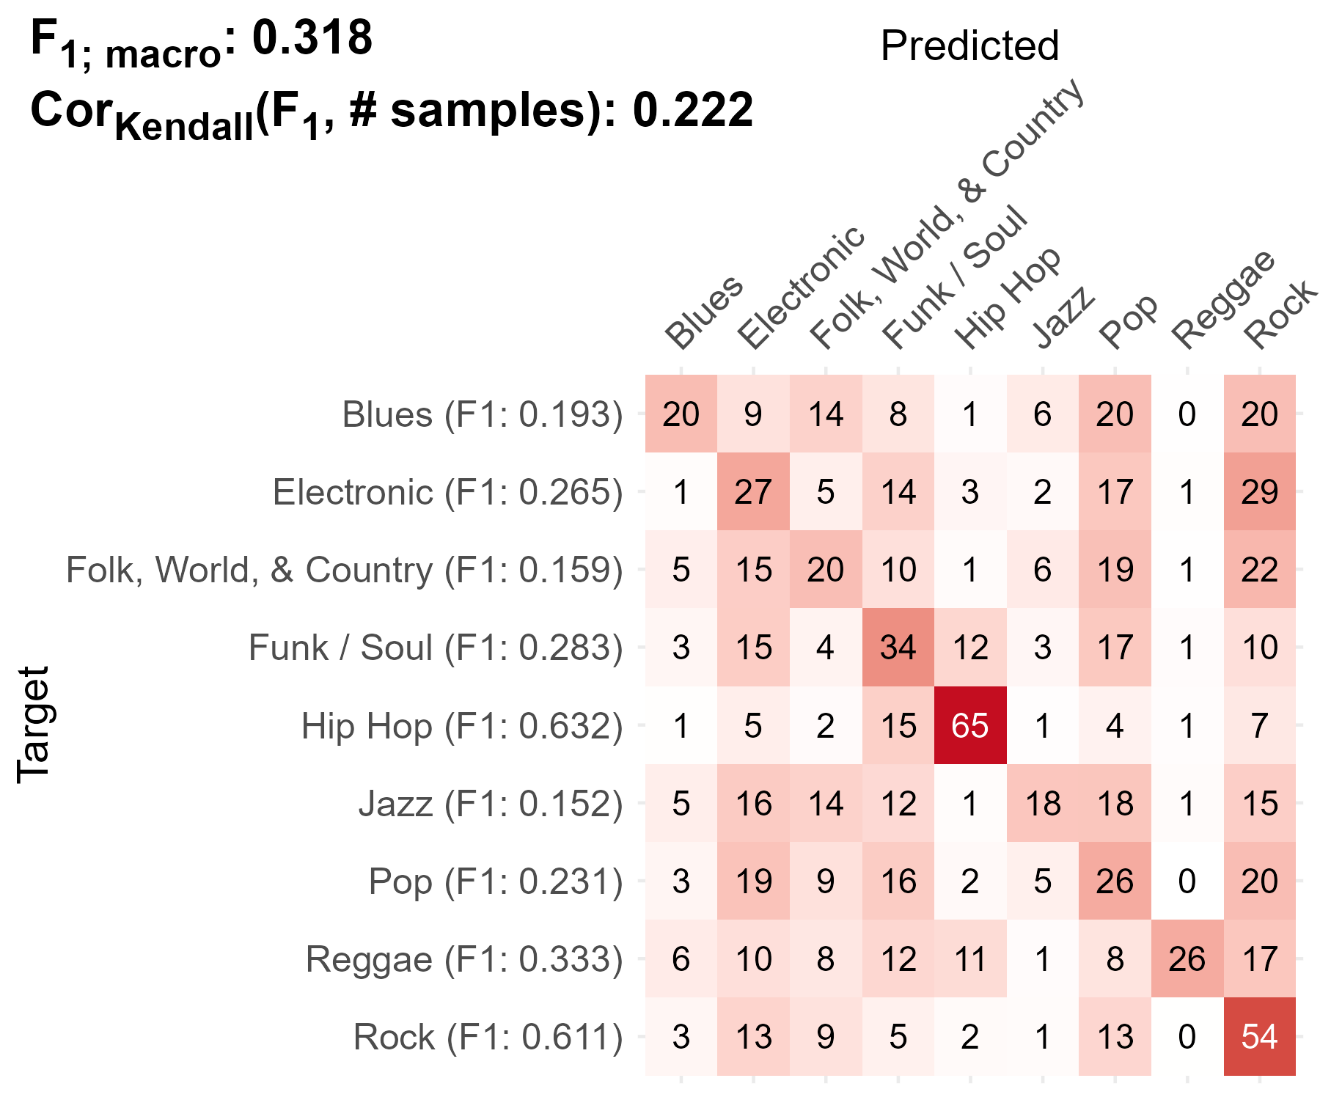 F1; macro: 0.318
CorKendall(F1, # samples): 0.222
Predicted
Blues
Electronic
Folk, World, & Country
Funk / Soul
Hip Hop
Jazz
Pop
Reggae
Rock
Target
Blues (F1: 0.193) 20 9 14 8 1 6 20 0 20
Electronic (F1: 0.265) 1 27 5 14 3 2 17 1 29
Folk, World, & Country (F1: 0.159) 5 15 20 10 1 6 19 1 22
Funk / Soul (F1: 0.283) 3 15 4 34 12 3 17 1 10
Hip Hop (F1: 0.632) 1 5 2 15 65 1 4 1 7
Jazz (F1: 0.152) 5 16 14 12 1 18 18 1 15
Pop (F1: 0.231) 3 19 9 16 2 5 26 0 20
Reggae (F1: 0.333) 6 10 8 12 11 1 8 26 17
Rock (F1: 0.611) 3 13 9 5 2 1 13 0 54